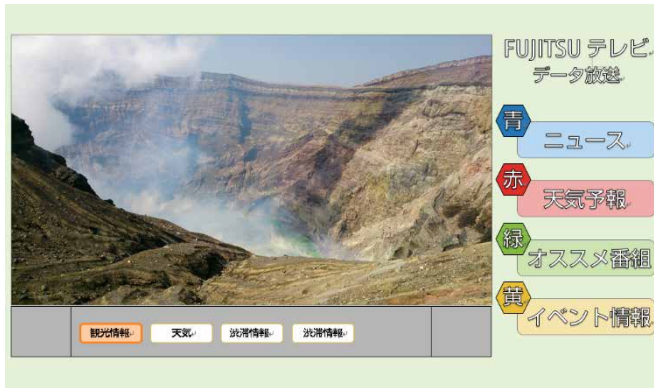 FUJITSU テレビ
データ放送
青
ニュース
赤
天気予報
緑
オススメ番組
黄
イベント情報
観光情報
天気
渋滞情報
渋滞情報